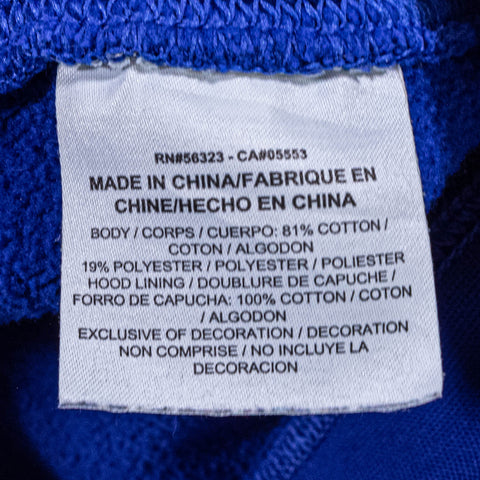 RN#56323 - CA#05553
MADE IN CHINA/FABRIQUE EN
CHINE/HECHO EN CHINA
BODY / CORPS / CUERPO: 81% COTTON /
COTON / ALGODON
19% POLYESTER / POLYESTER / POLIESTER
HOOD LINING / DOUBLURE DE CAPUCHE /
FORRO DE CAPUCHA: 100% COTTON / COTON
/ ALGODON
EXCLUSIVE OF DECORATION / DECORATION
NON COMPRISE / NO INCLUYE LA
DECORACION